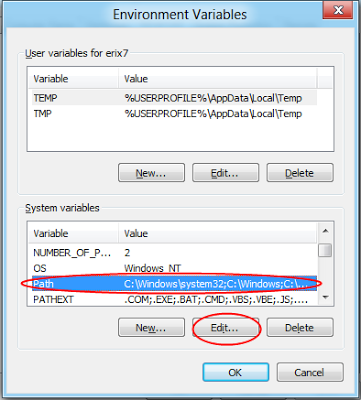 Environment Variables
User variables for erix7
Variable Value
TEMP %USERPROFILE%\AppData\Local\Temp
TMP %USERPROFILE%\AppData\Local\Temp
New... Edit... Delete
System variables
Variable Value
NUMBER_OF_P... 2
OS Windows_NT
Path C:\Windows\system32;C:\Windows;C:\...
PATHEXT .COM;.EXE;.BAT;.CMD;.VBS;.VBE;.JS;....
New... Edit... Delete
OK Cancel